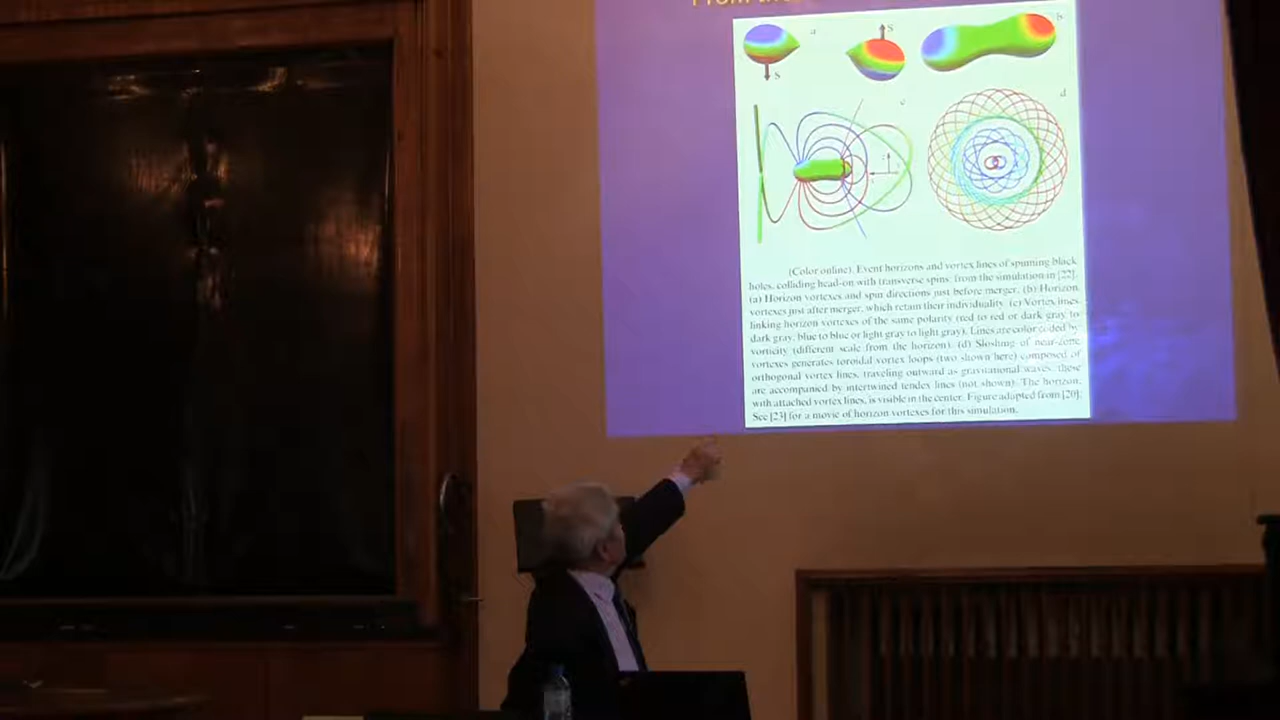 From the
a
b
S
S
c
d
(Color online). Event horizons and vortex lines of spinning black
holes, colliding head-on with transverse spins, from the simulation in [22].
(a) Horizon vortexes and spin directions just before merger. (b) Horizon
vortexes just after merger, which retain their individuality. (c) Vortex lines
linking horizon vortexes of the same polarity (red to red or dark gray to
dark gray; blue to blue or light gray to light gray). Lines are color coded by
vorticity (different scale from the horizon). (d) Sloshing of near-zone
vortexes generates toroidal vortex loops (two shown here) composed of
orthogonal vortex lines, traveling outward as gravitational waves; these
are accompanied by intertwined tendex lines (not shown). The horizon,
with attached vortex lines, is visible in the center. Figure adapted from [20].
See [23] for a movie of horizon vortexes for this simulation.